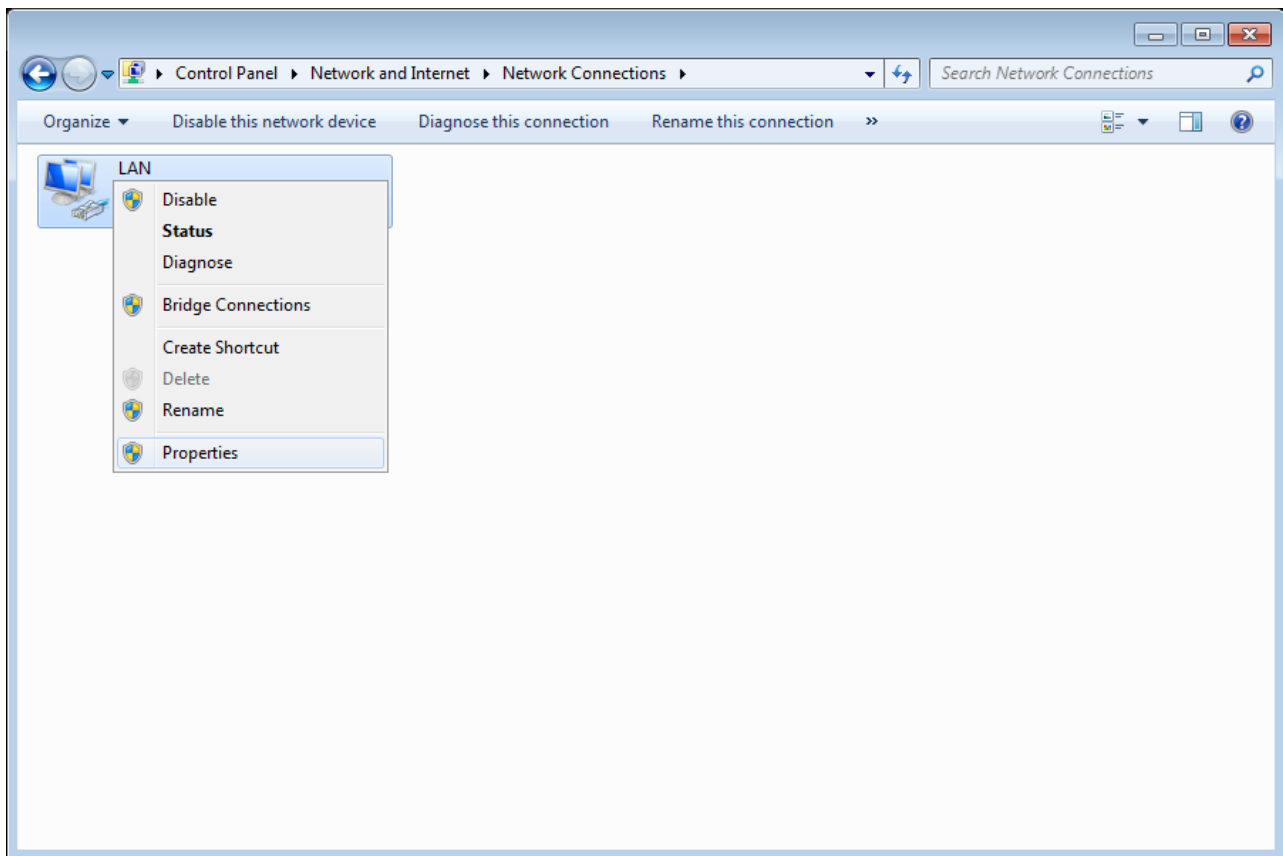 Control Panel Network and Internet Network Connections Search Network Connections
Organize Disable this network device Diagnose this connection Rename this connection »
LAN
Disable
Status
Diagnose
Bridge Connections
Create Shortcut
Delete
Rename
Properties